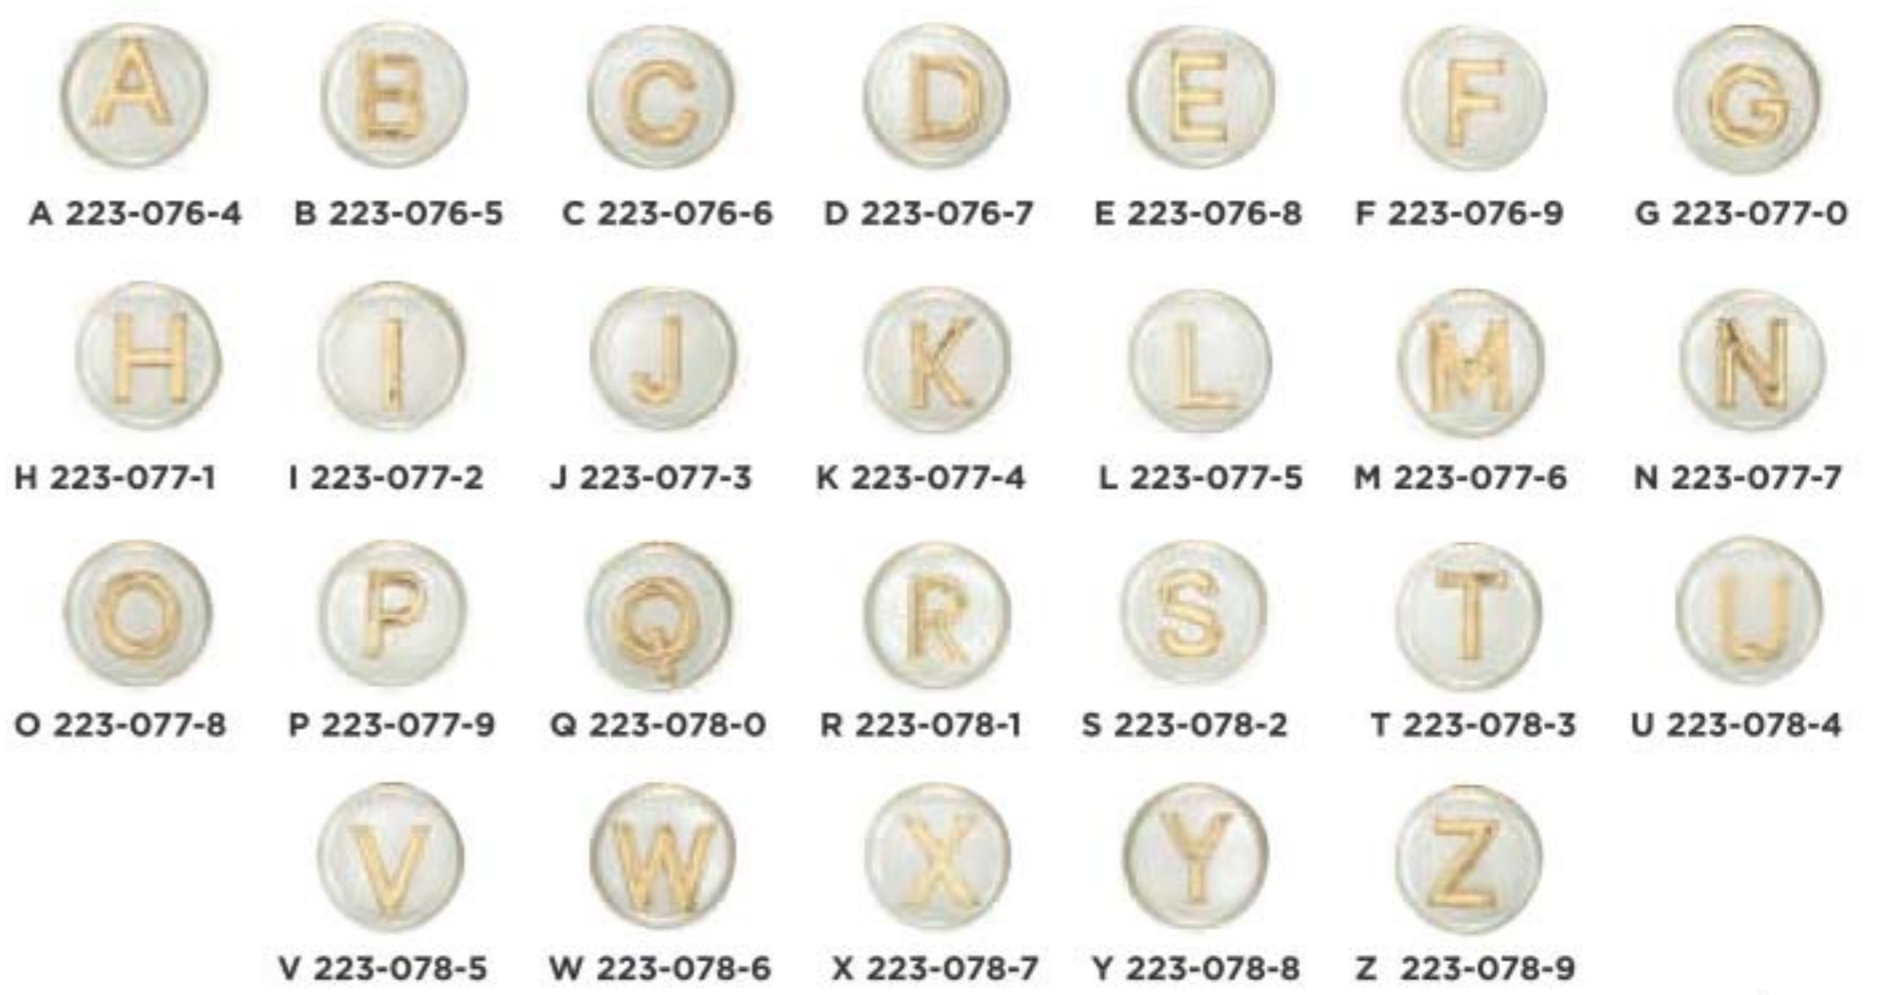 A B C D E F G
A 223-076-4 B 223-076-5 C 223-076-6 D 223-076-7 E 223-076-8 F 223-076-9 G 223-077-0
H I J K L M N
H 223-077-1 I 223-077-2 J 223-077-3 K 223-077-4 L 223-077-5 M 223-077-6 N 223-077-7
O P Q R S T U
O 223-077-8 P 223-077-9 Q 223-078-0 R 223-078-1 S 223-078-2 T 223-078-3 U 223-078-4
V W X Y Z
V 223-078-5 W 223-078-6 X 223-078-7 Y 223-078-8 Z 223-078-9